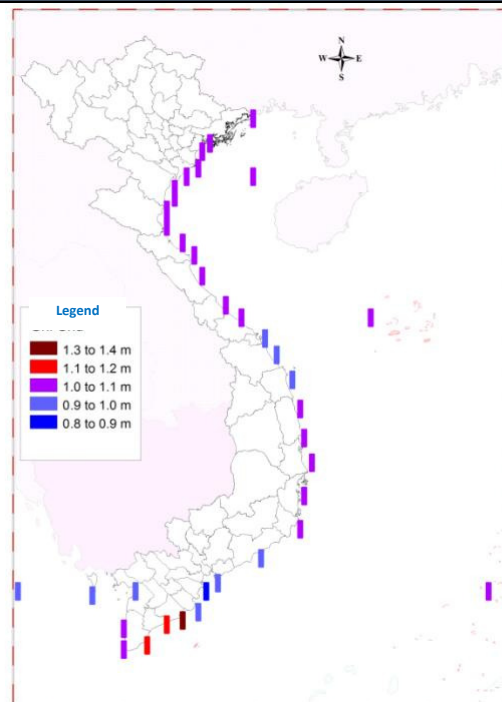 N
W E
S
Legend
1.3 to 1.4 m
1.1 to 1.2 m
1.0 to 1.1 m
0.9 to 1.0 m
0.8 to 0.9 m